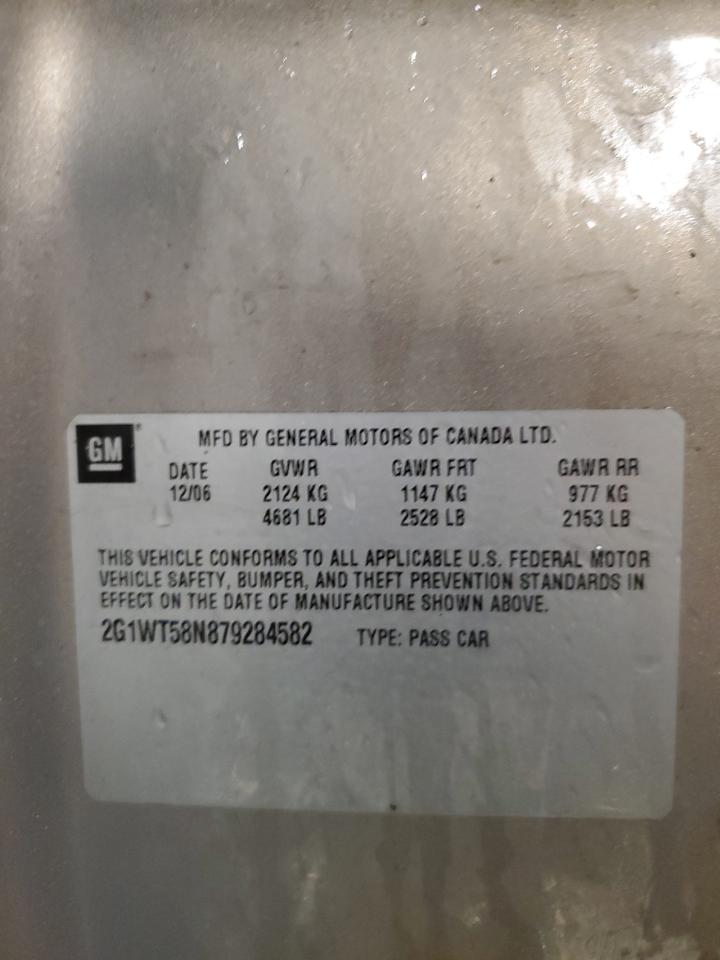 GM
MFD BY GENERAL MOTORS OF CANADA LTD.
DATE GVWR GAWR FRT GAWR RR
12/06 2124 KG 1147 KG 977 KG
4681 LB 2528 LB 2153 LB
THIS VEHICLE CONFORMS TO ALL APPLICABLE U.S. FEDERAL MOTOR
VEHICLE SAFETY, BUMPER, AND THEFT PREVENTION STANDARDS IN
EFFECT ON THE DATE OF MANUFACTURE SHOWN ABOVE.
2G1WT58N879284582 TYPE: PASS CAR